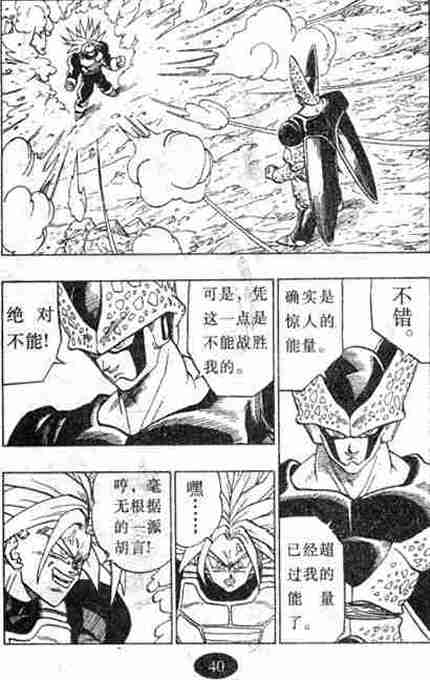 不错。
确实是
惊人的
能量。
已经超
过我的
能量
了。
可是，凭
这一点是
不能战胜
我的。
绝对
不能！
嘿……
哼，毫
无根据
的一派
胡言！
40